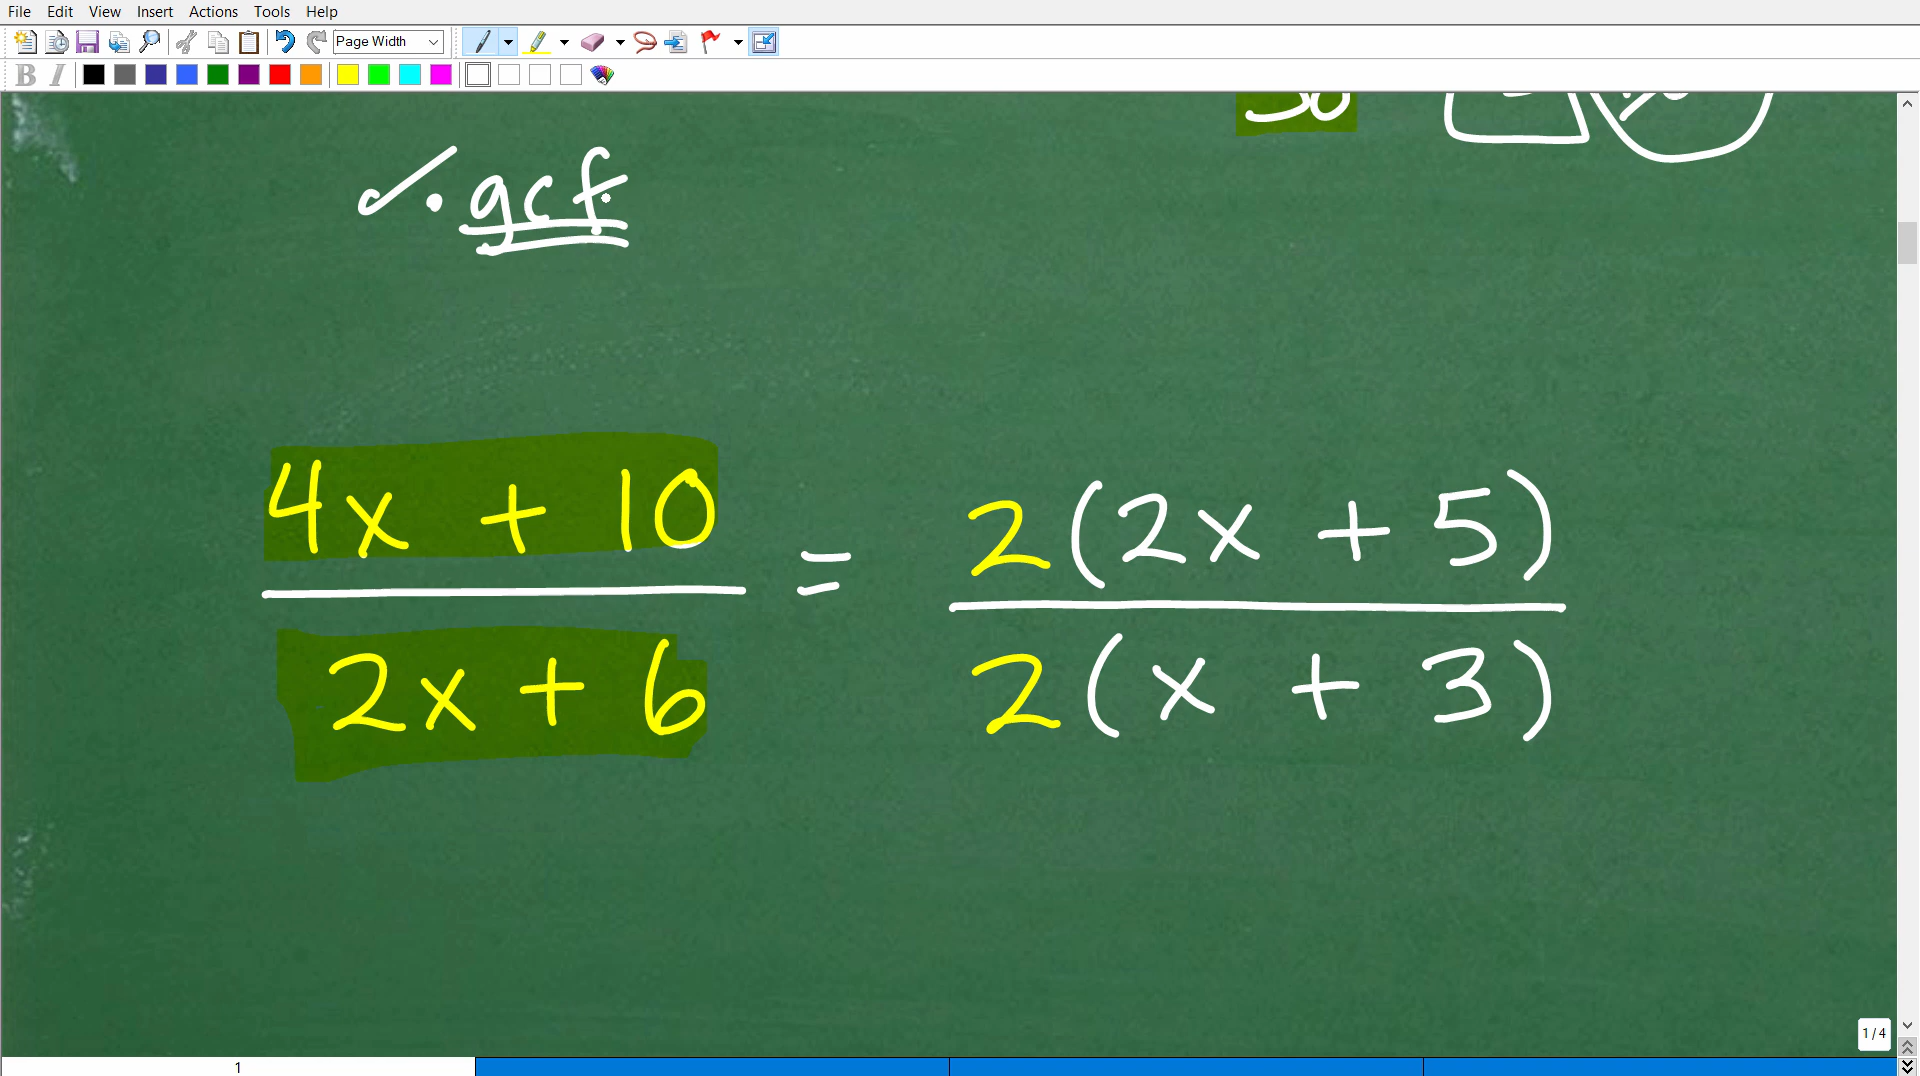 File Edit View Insert Actions Tools Help
Page Width
B I
gcf
4x + 10
2x + 6
=
2(2x + 5)
2(x + 3)
1 / 4
1